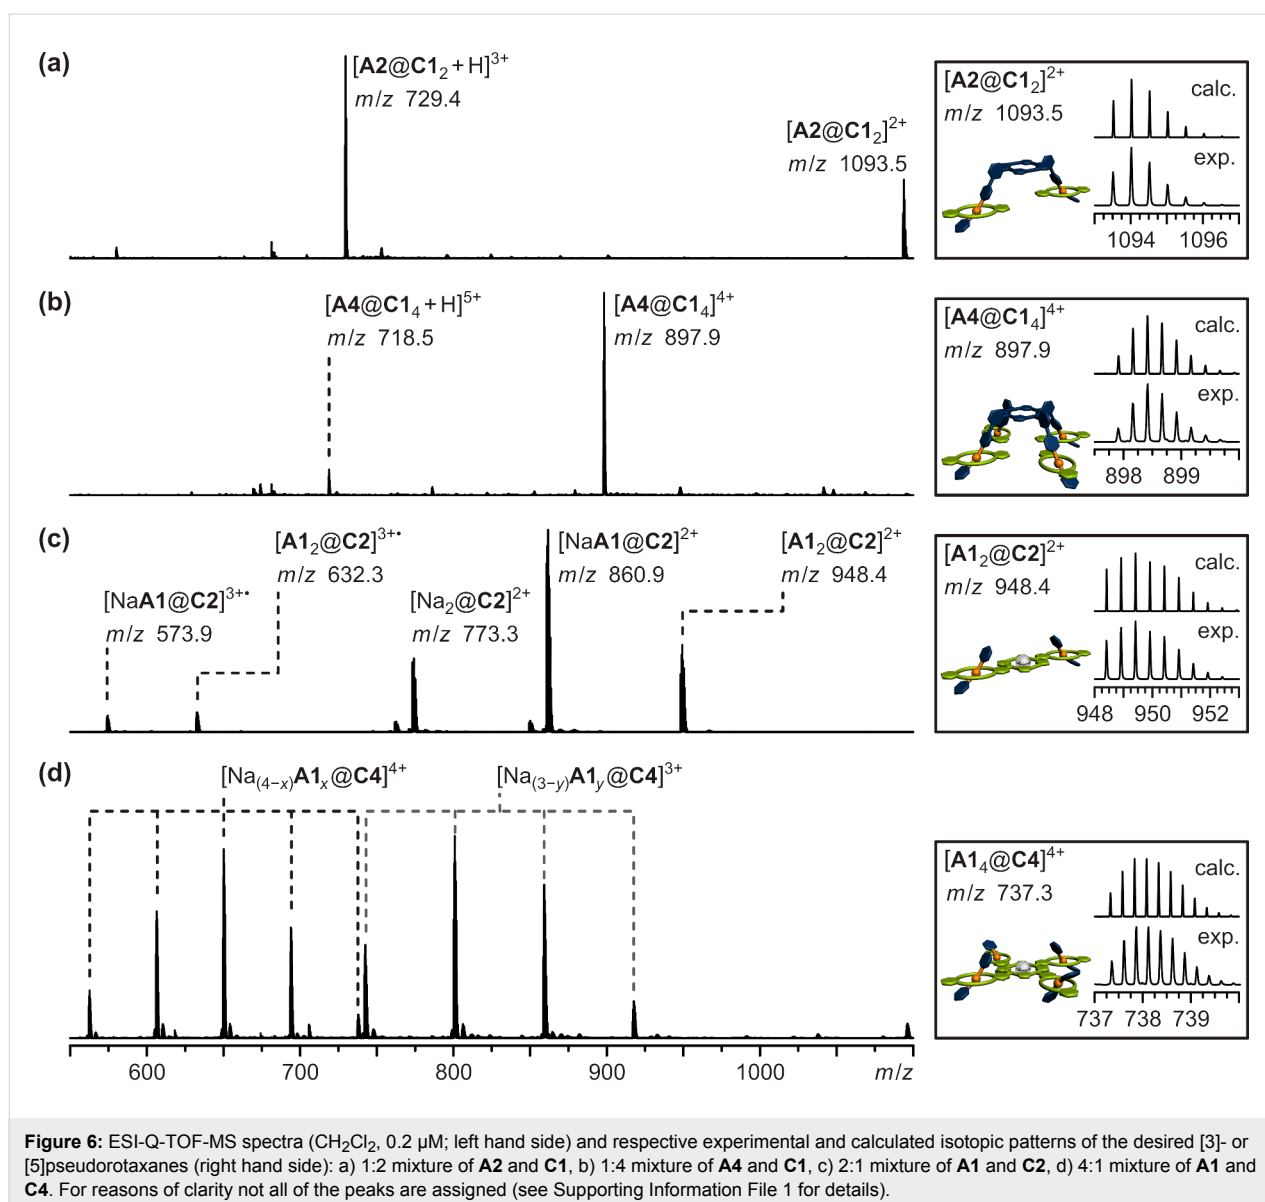 (a)
[A2@C1₂ + H]³⁺
m/z 729.4
[A2@C1₂]²⁺
m/z 1093.5
[A2@C1₂]²⁺
m/z 1093.5
calc.
exp.
1094 1096
(b)
[A4@C1₄ + H]⁵⁺
m/z 718.5
[A4@C1₄]⁴⁺
m/z 897.9
[A4@C1₄]⁴⁺
m/z 897.9
calc.
exp.
898 899
(c)
[NaA1@C2]³⁺•
m/z 573.9
[A1₂@C2]³⁺•
m/z 632.3
[Na₂@C2]²⁺
m/z 773.3
[NaA1@C2]²⁺
m/z 860.9
[A1₂@C2]²⁺
m/z 948.4
[A1₂@C2]²⁺
m/z 948.4
calc.
exp.
948 950 952
(d)
[Na₍₄₋ₓ₎A1ₓ@C4]⁴⁺
[Na₍₃₋y₎A1y@C4]³⁺
[A1₄@C4]⁴⁺
m/z 737.3
calc.
exp.
737 738 739
600 700 800 900 1000 m/z
Figure 6: ESI-Q-TOF-MS spectra (CH₂Cl₂, 0.2 µM; left hand side) and respective experimental and calculated isotopic patterns of the desired [3]- or
[5]pseudorotaxanes (right hand side): a) 1:2 mixture of A2 and C1, b) 1:4 mixture of A4 and C1, c) 2:1 mixture of A1 and C2, d) 4:1 mixture of A1 and
C4. For reasons of clarity not all of the peaks are assigned (see Supporting Information File 1 for details).